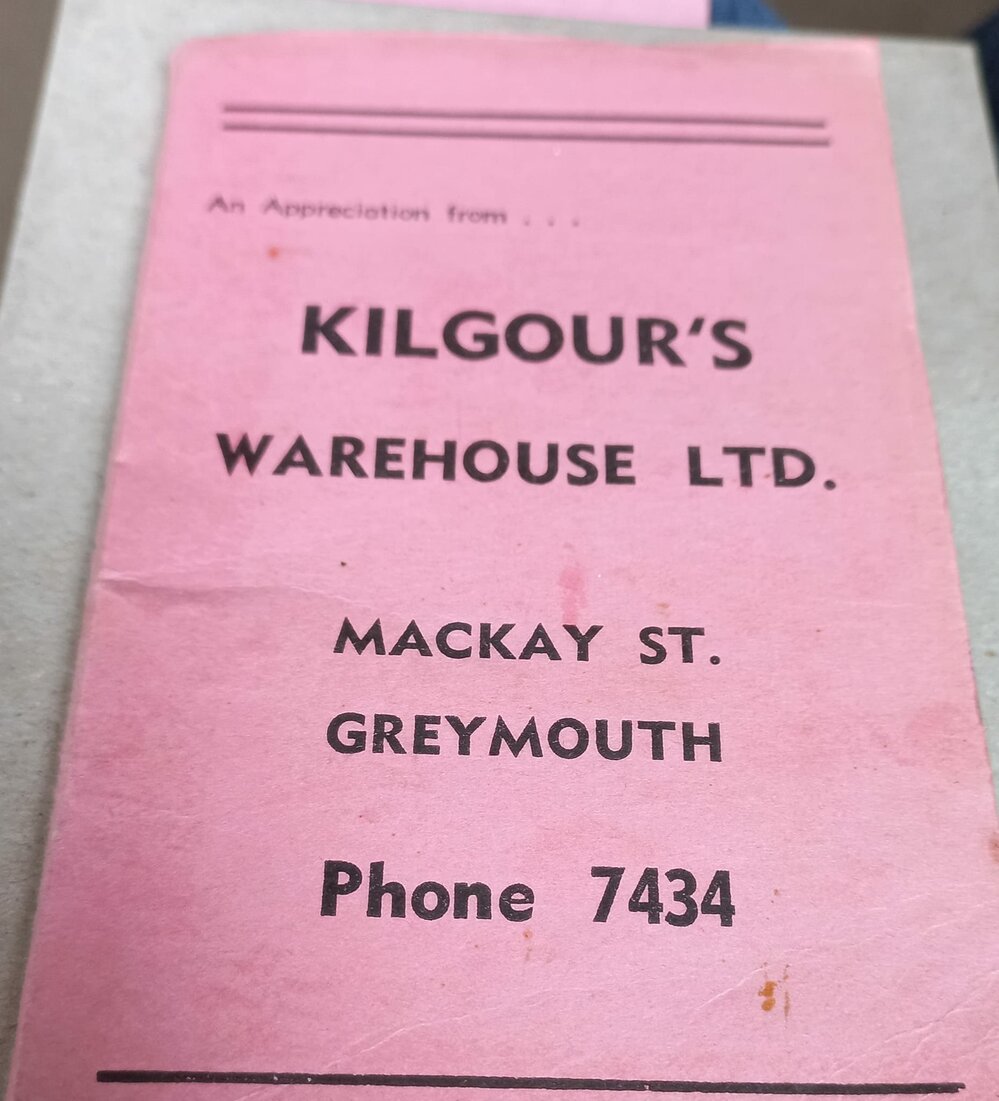 An Appreciation from . . .
KILGOUR'S
WAREHOUSE LTD.
MACKAY ST.
GREYMOUTH
Phone 7434